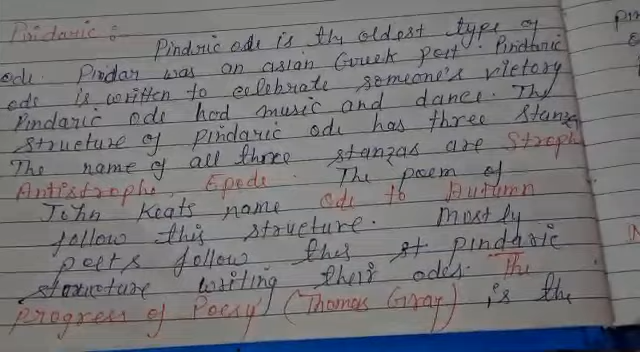 Pindaric :-
Pindric ode is thy oldest type of
ode. Pindar was an asian Greek poet. Pindaric
ode is written to celebrate someone's victory
Pindaric ode had music and dance. The
structure of pindaric ode has three stanza
The name of all three stanzas are Stroph
Antistrophe, Epode. The poem of
John Keats name ode to Autumn
follow this structure. Mostly
poets follow this st pindaric
structure writing their odes. The
progress of Poesy (Thomas Gray) is the